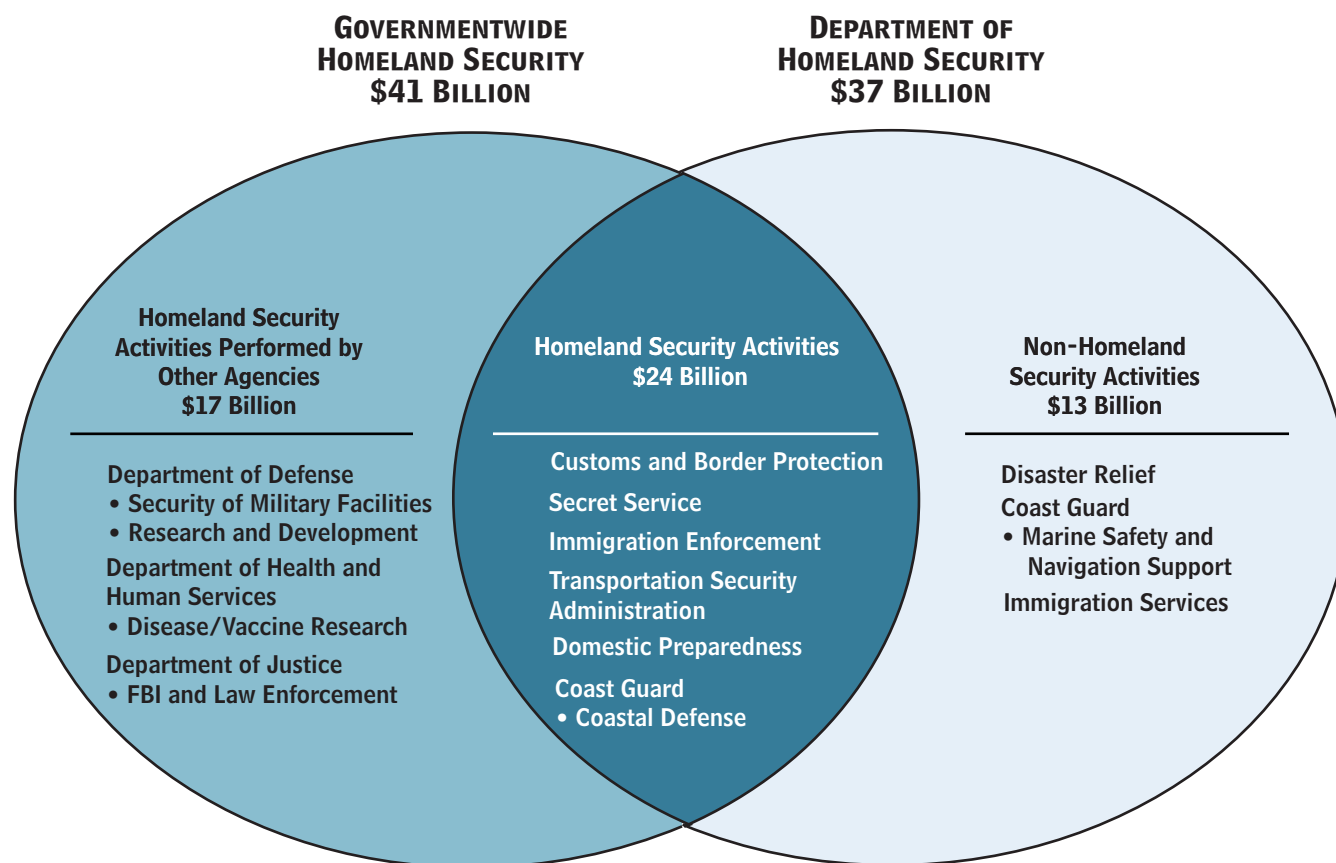 GOVERNMENTWIDE
HOMELAND SECURITY
$41 BILLION
DEPARTMENT OF
HOMELAND SECURITY
$37 BILLION
Homeland Security
Activities Performed by
Other Agencies
$17 Billion
Department of Defense
• Security of Military Facilities
• Research and Development
Department of Health and
Human Services
• Disease/Vaccine Research
Department of Justice
• FBI and Law Enforcement
Homeland Security Activities
$24 Billion
Customs and Border Protection
Secret Service
Immigration Enforcement
Transportation Security
Administration
Domestic Preparedness
Coast Guard
• Coastal Defense
Non-Homeland
Security Activities
$13 Billion
Disaster Relief
Coast Guard
• Marine Safety and
Navigation Support
Immigration Services